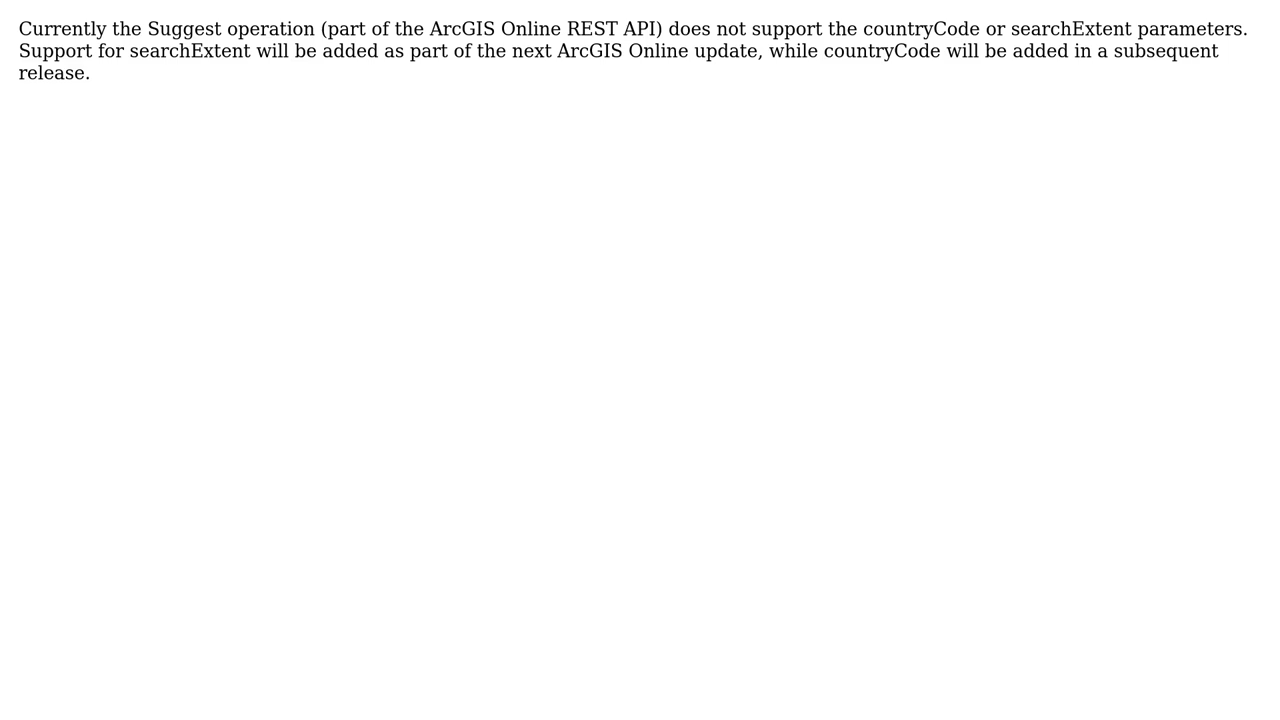 Currently the Suggest operation (part of the ArcGIS Online REST API) does not support the countryCode or searchExtent parameters.
Support for searchExtent will be added as part of the next ArcGIS Online update, while countryCode will be added in a subsequent
release.